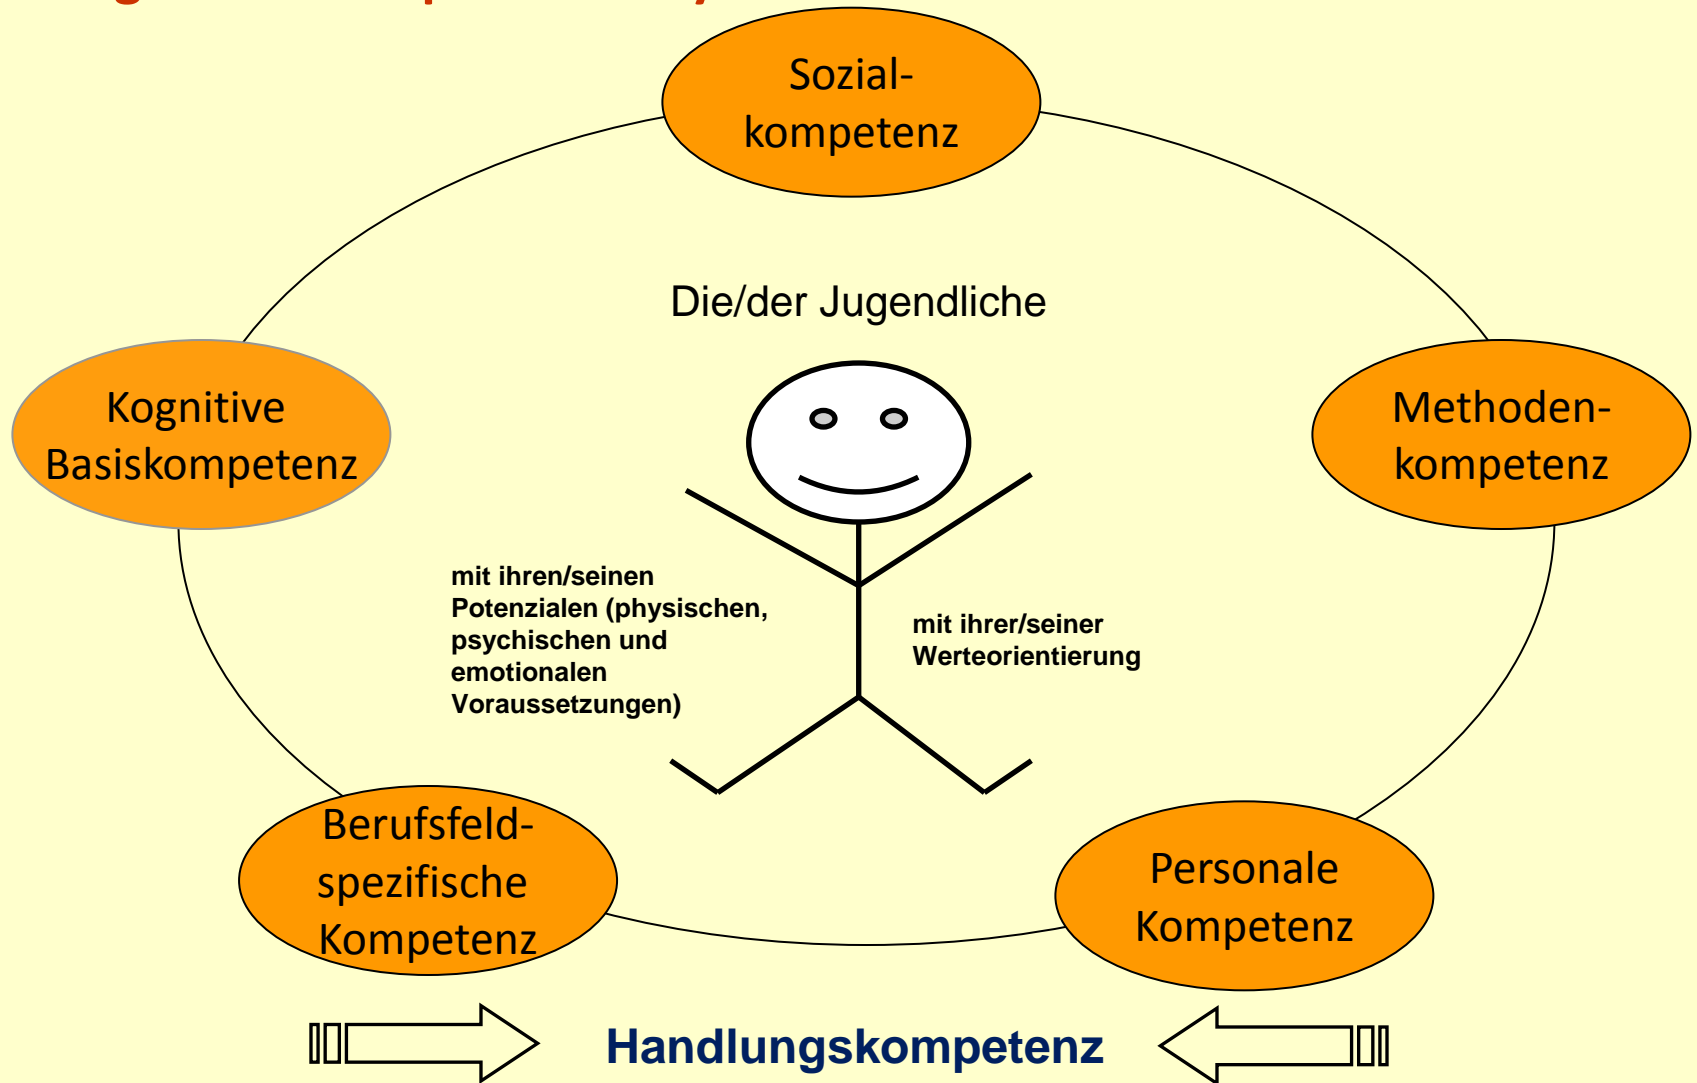 Sozial-
kompetenz
Die/der Jugendliche
Kognitive
Basiskompetenz
Methoden-
kompetenz
mit ihren/seinen
Potenzialen (physischen,
psychischen und
emotionalen
Voraussetzungen)
mit ihrer/seiner
Werteorientierung
Berufsfeld-
spezifische
Kompetenz
Personale
Kompetenz
Handlungskompetenz